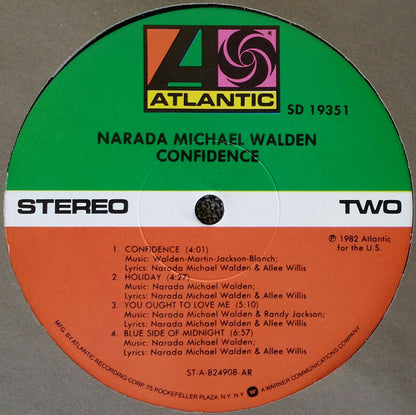 ATLANTIC
SD 19351
NARADA MICHAEL WALDEN
CONFIDENCE
STEREO
TWO
℗ 1982 Atlantic
for the U.S.
1. CONFIDENCE (4:01)
Music: Walden-Martin-Jackson-Blanch;
Lyrics: Narada Michael Walden & Allee Willis
2. HOLIDAY (4:27)
Music: Narada Michael Walden;
Lyrics: Narada Michael Walden & Allee Willis
3. YOU OUGHT TO LOVE ME (5:10)
Music: Narada Michael Walden & Randy Jackson;
Lyrics: Narada Michael Walden & Allee Willis
4. BLUE SIDE OF MIDNIGHT (6:57)
Music: Narada Michael Walden;
Lyrics: Narada Michael Walden & Allee Willis
ST-A-824908-AR
MFG. BY ATLANTIC RECORDING CORP. 75 ROCKEFELLER PLAZA N.Y. N.Y. A WARNER COMMUNICATIONS COMPANY